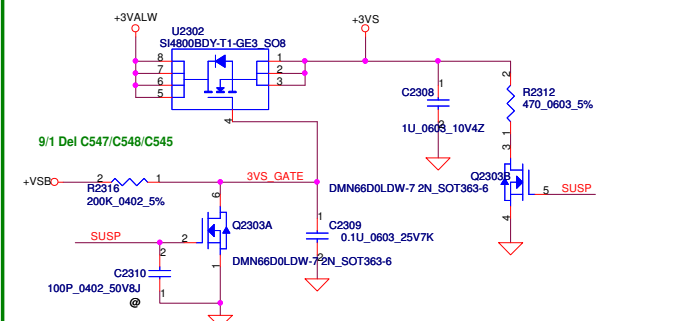 +3VALW
+3VS
U2302
SI4800BDY-T1-GE3_SO8
8
7
6
5
1
2
3
4
C2308
1
2
1U_0603_10V4Z
2
R2312
470_0603_5%
1
9/1 Del C547/C548/C545
3
Q2303B
5
SUSP
4
DMN66D0LDW-7 2N_SOT363-6
+VSB
2
1
R2316
200K_0402_5%
3VS_GATE
6
Q2303A
2
1
SUSP
1
C2309
0.1U_0603_25V7K
2
DMN66D0LDW-7 2N_SOT363-6
2
C2310
100P_0402_50V8J
1
@